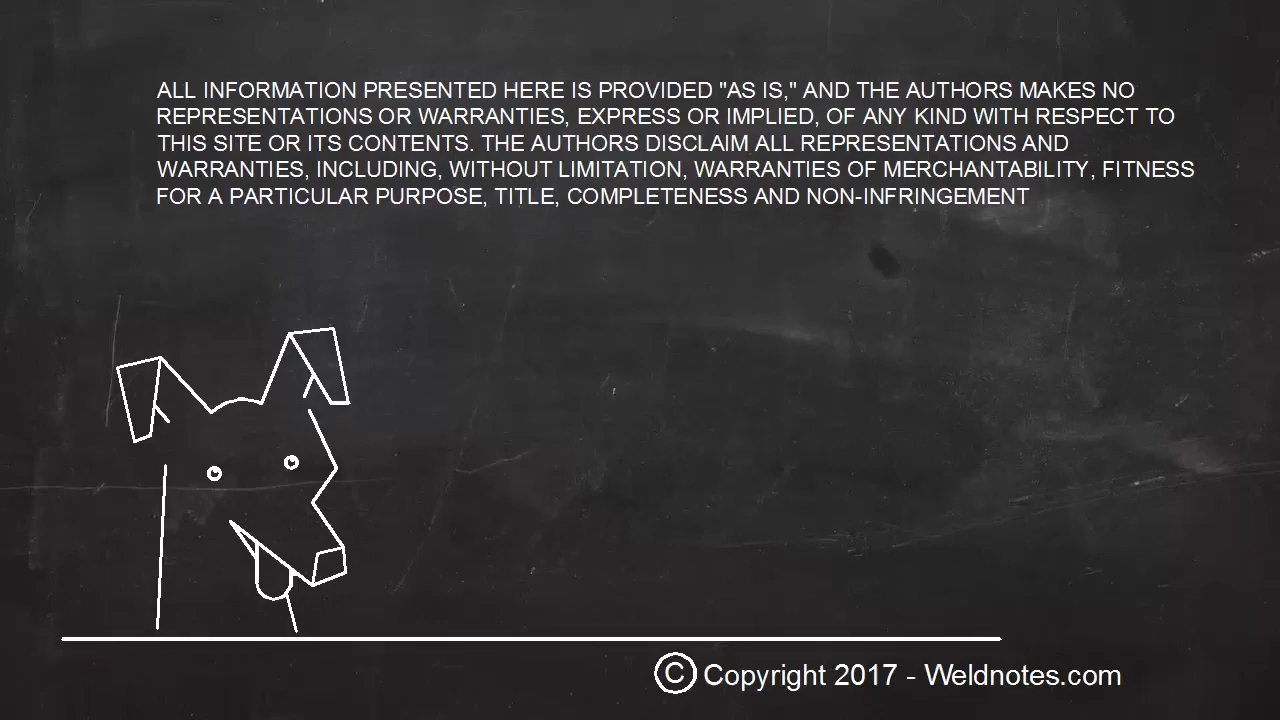 ALL INFORMATION PRESENTED HERE IS PROVIDED "AS IS," AND THE AUTHORS MAKES NO
REPRESENTATIONS OR WARRANTIES, EXPRESS OR IMPLIED, OF ANY KIND WITH RESPECT TO
THIS SITE OR ITS CONTENTS. THE AUTHORS DISCLAIM ALL REPRESENTATIONS AND
WARRANTIES, INCLUDING, WITHOUT LIMITATION, WARRANTIES OF MERCHANTABILITY, FITNESS
FOR A PARTICULAR PURPOSE, TITLE, COMPLETENESS AND NON-INFRINGEMENT
© Copyright 2017 - Weldnotes.com